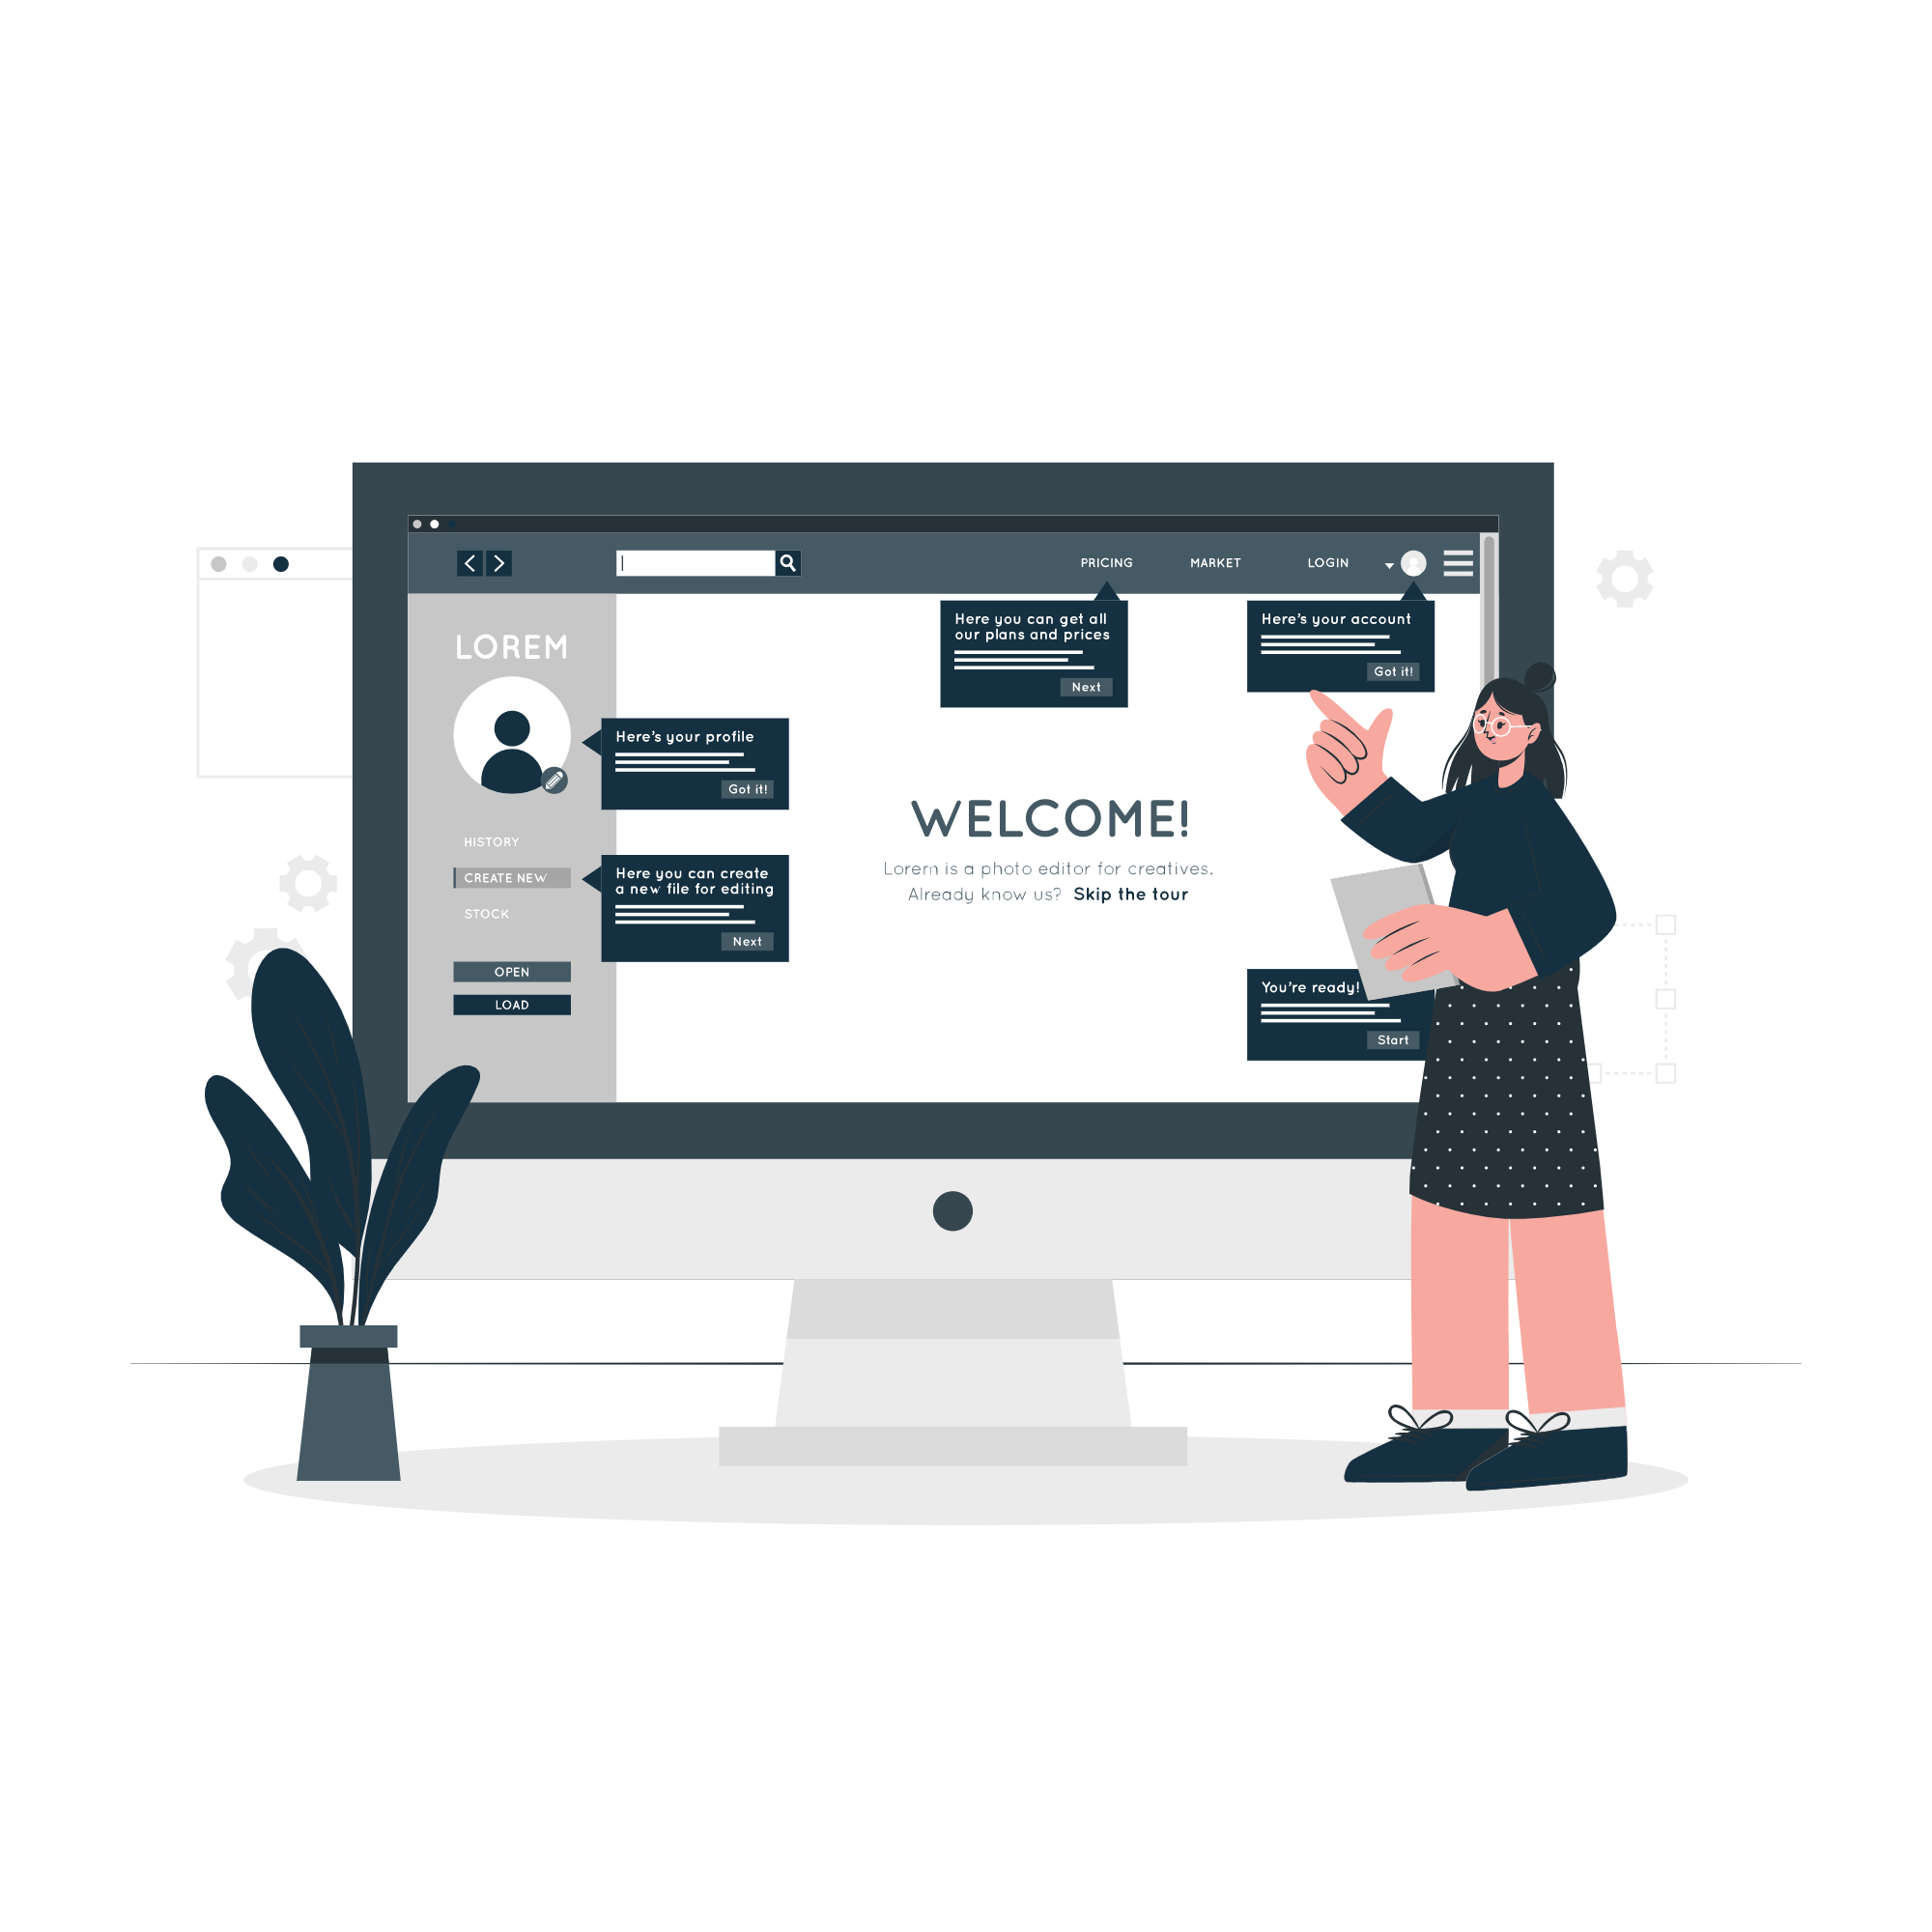 PRICING
MARKET
LOGIN
Here you can get all
our plans and prices
Next
Here's your account
Got it!
LOREM
Here's your profile
Got it!
HISTORY
CREATE NEW
STOCK
Here you can create
a new file for editing
Next
OPEN
LOAD
WELCOME!
Lorem is a photo editor for creatives.
Already know us? Skip the tour
You're ready!
Start